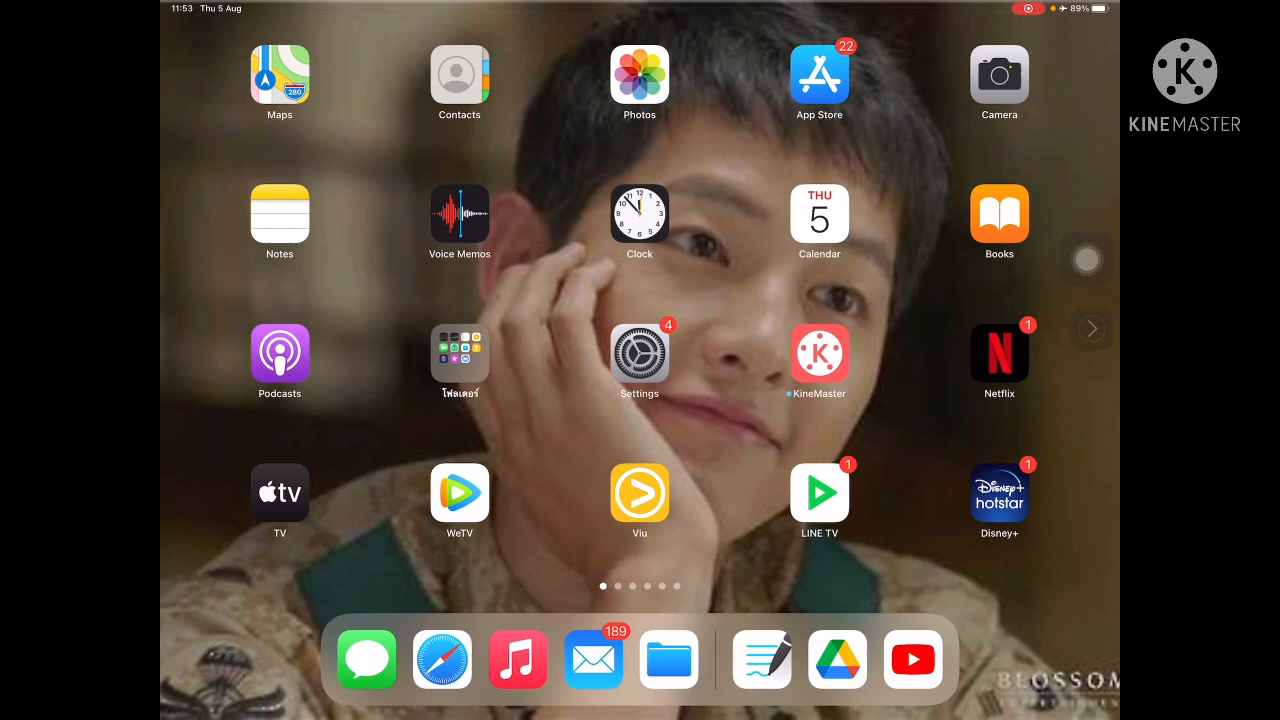 11:53 Thu 5 Aug
89%
22
280
Maps
Contacts
Photos
App Store
Camera
K
KINEMASTER
THU
5
Notes
Voice Memos
Clock
Calendar
Books
4
K
1
N
Podcasts
โฟลเดอร์
Settings
KineMaster
Netflix
1
1
tv
Disney+
hotstar
TV
WeTV
Viu
LINE TV
Disney+
189
BLOSSOM
ENTERTAINMENT